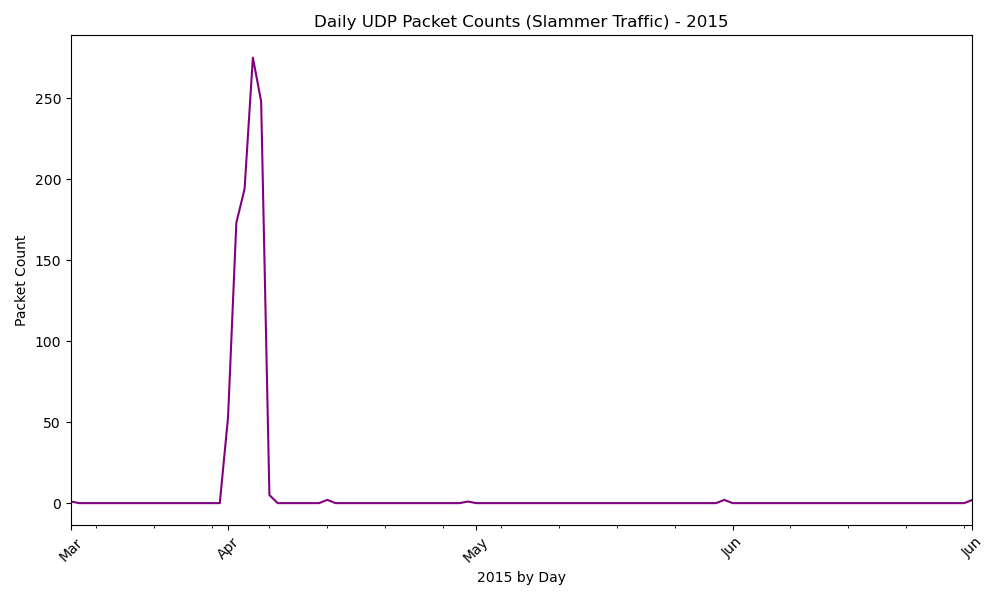 Daily UDP Packet Counts (Slammer Traffic) - 2015
Packet Count
250
200
150
100
50
0
Mar
Apr
May
Jun
Jun
2015 by Day